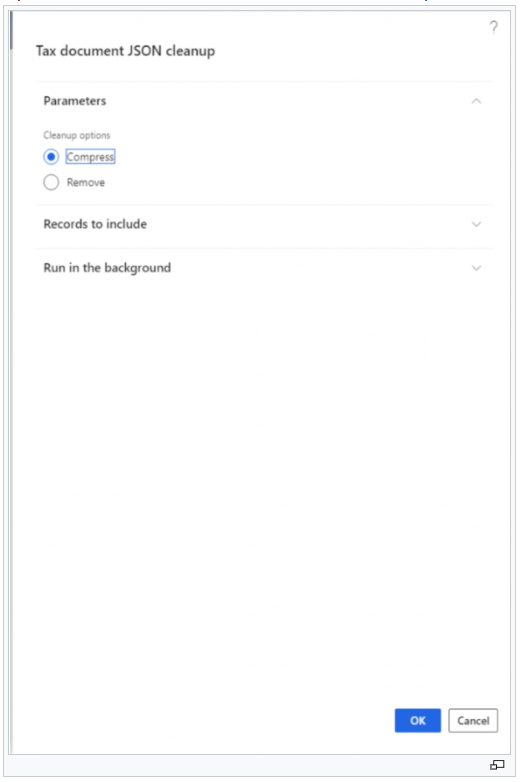 ?
Tax document JSON cleanup
Parameters
Cleanup options
Compress
Remove
Records to include
Run in the background
OK
Cancel